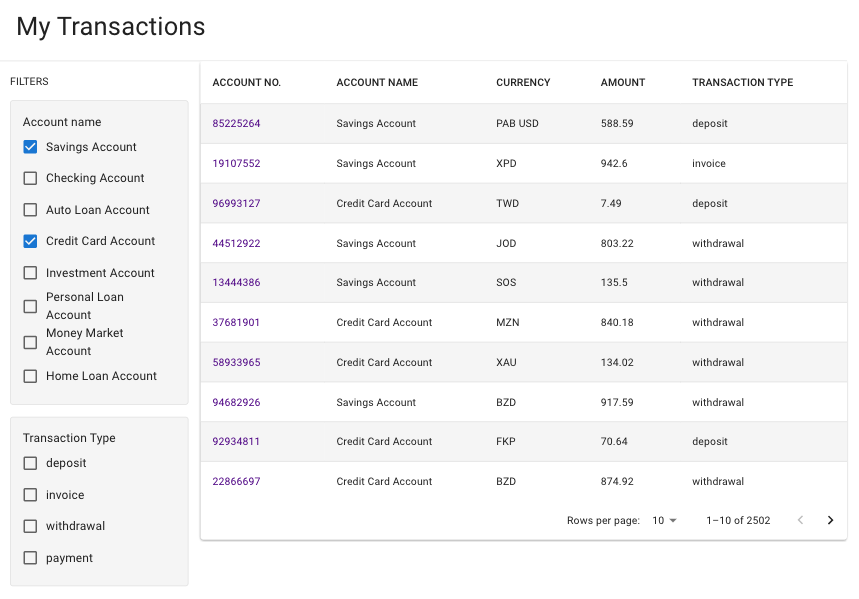 My Transactions
FILTERS
Account name
Savings Account
Checking Account
Auto Loan Account
Credit Card Account
Investment Account
Personal Loan
Account
Money Market
Account
Home Loan Account
Transaction Type
deposit
invoice
withdrawal
payment
ACCOUNT NO. ACCOUNT NAME CURRENCY AMOUNT TRANSACTION TYPE
85225264 Savings Account PAB USD 588.59 deposit
19107552 Savings Account XPD 942.6 invoice
96993127 Credit Card Account TWD 7.49 deposit
44512922 Savings Account JOD 803.22 withdrawal
13444386 Savings Account SOS 135.5 withdrawal
37681901 Credit Card Account MZN 840.18 withdrawal
58933965 Credit Card Account XAU 134.02 withdrawal
94682926 Savings Account BZD 917.59 withdrawal
92934811 Credit Card Account FKP 70.64 deposit
22866697 Credit Card Account BZD 874.92 withdrawal
Rows per page: 10 1–10 of 2502